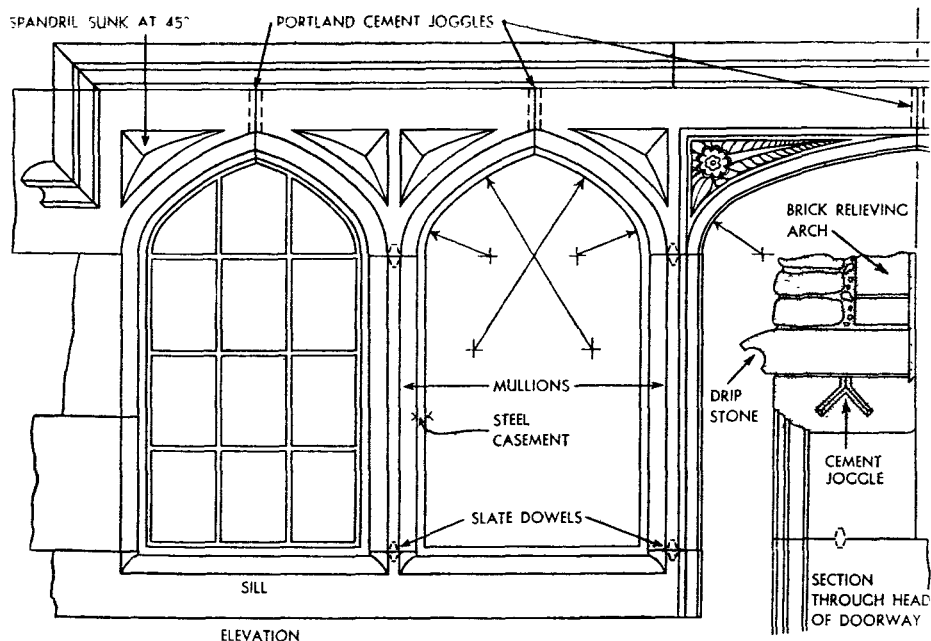 SPANDRIL SUNK AT 45°
PORTLAND CEMENT JOGGLES
BRICK RELIEVING
ARCH
MULLIONS
STEEL
CASEMENT
DRIP
STONE
CEMENT
JOGGLE
SLATE DOWELS
SILL
SECTION
THROUGH HEAD
OF DOORWAY
ELEVATION